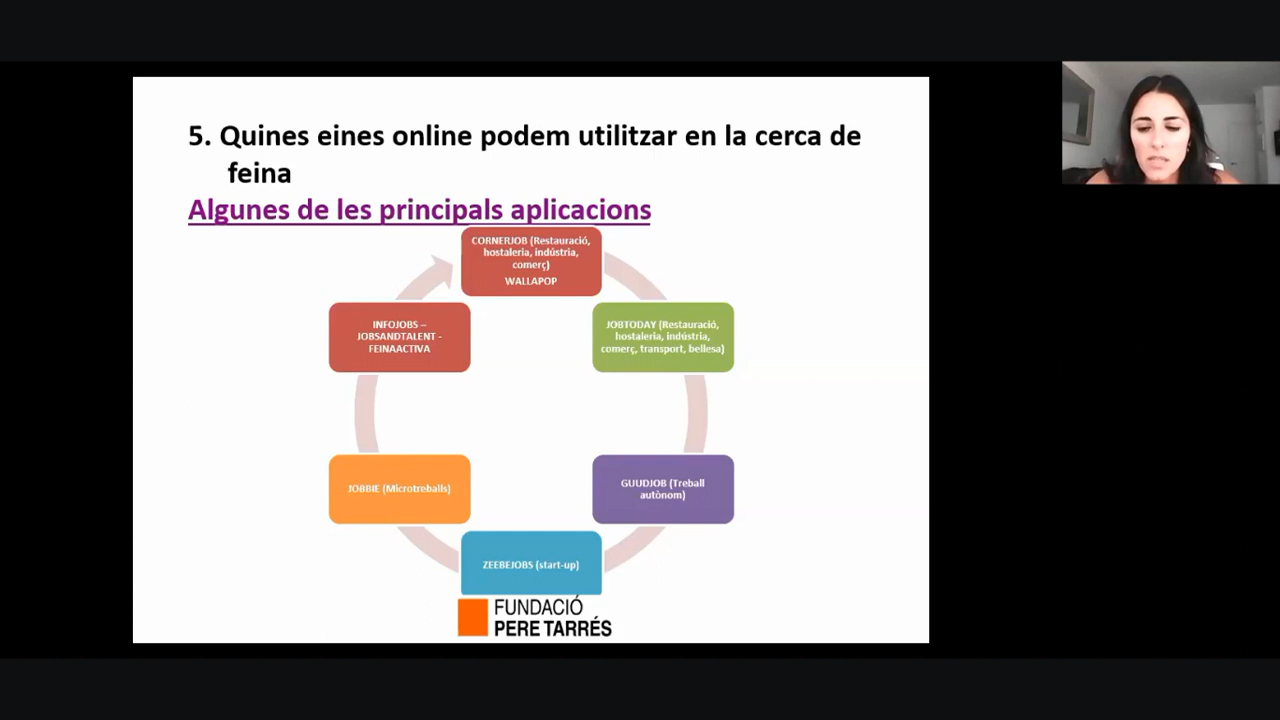 5. Quines eines online podem utilitzar en la cerca de
feina
Algunes de les principals aplicacions
CORNERJOB (Restauració,
hostaleria, indústria,
comerç)
WALLAPOP
JOBTODAY (Restauració,
hostaleria, indústria,
comerç, transport, bellesa)
GUUDJOB (Treball
autònom)
ZEEBEJOBS (start-up)
JOBBIE (Microtreballs)
INFOJOBS –
JOBSANDTALENT -
FEINAACTIVA
FUNDACIÓ
PERE TARRÉS